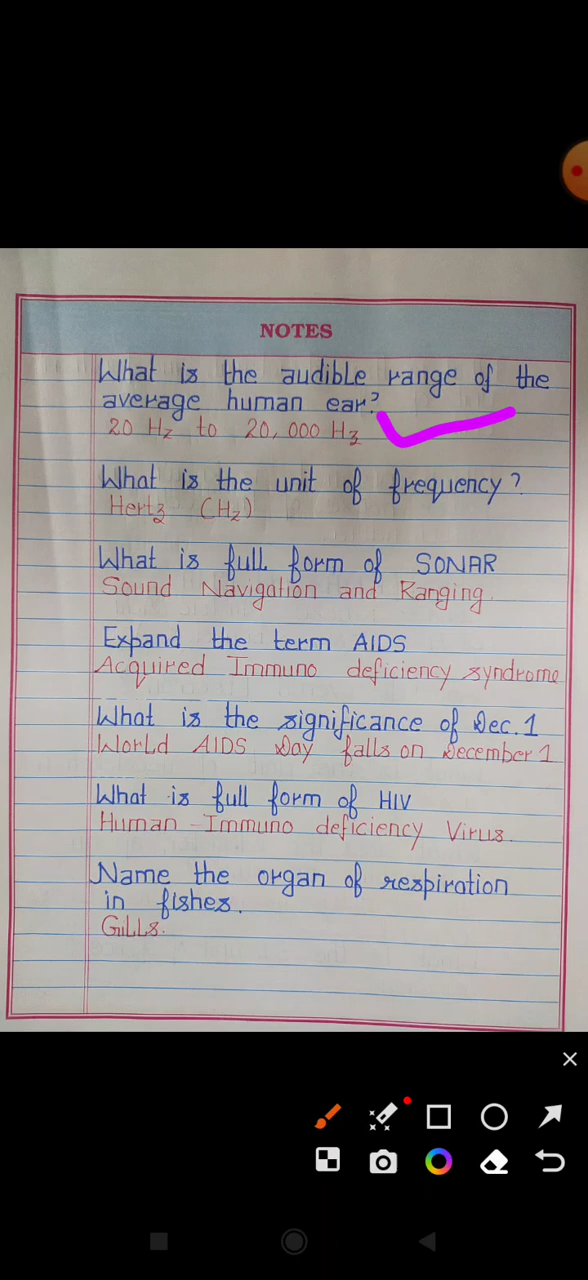 NOTES
What is the audible range of the
average human ear?
20 Hz to 20,000 Hz
What is the unit of frequency?
Hertz (Hz)
What is full form of SONAR
Sound Navigation and Ranging.
Expand the term AIDS
Acquired Immuno deficiency syndrome
What is the significance of Dec. 1
World AIDS Day falls on December 1
What is full form of HIV
Human - Immuno deficiency Virus.
Name the organ of respiration
in fishes.
Gills.